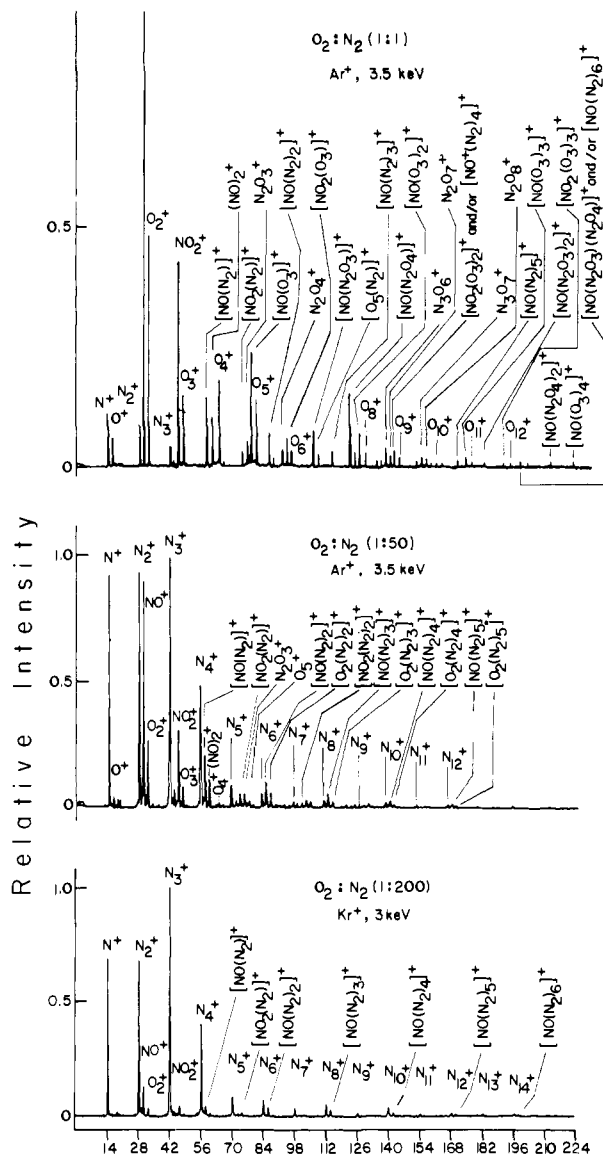 O2:N2 (1:1)
Ar+, 3.5 keV
0.5
0
N+
O+
N2+
O2+
N3+
NO2+
O3+
[NO(N2)]+
O4+
(NO)2+
[NO2(N2)]+
N2O3+
[NO(O3)]+
O5+
[NO(N2)2]+
N2O4+
[NO2(O3)]+
O6+
[NO(N2O3)]+
[O5(N2)]+
[NO(N2)3]+
[NO(N2O4)]+
[NO(O3)2]+
O8+
N3O6+
N2O7+ and/or [NO+(N2)4]+
[NO2(O3)2]+
O9+
N3O7+
N2O8+
O10+
[NO(N2)5]+
[NO(O3)3]+
O11+
[NO(N2O3)2]+
[NO2(O3)3]+
O12+
[NO(N2O3)(N2O4)]+ and/or [NO(N2)6]+
[NO(N2O4)2]+
[NO(O3)4]+
Relative Intensity
O2:N2 (1:50)
Ar+, 3.5 keV
1.0
0.5
0
N+
O+
N2+
NO+
O2+
N3+
NO2+
O3+
N4+
(NO)2+
O4+
[NO(N2)]+
[NO2(N2)]+
N2O3+
O5+
N5+
N6+
[NO(N2)2]+
[O2(N2)2]+
[NO2(N2)2]+
N7+
[NO(N2)3]+
[O2(N2)3]+
N8+
N9+
[NO(N2)4]+
[O2(N2)4]+
N10+
N11+
[NO(N2)5]+
[O2(N2)5]+
N12+
O2:N2 (1:200)
Kr+, 3keV
1.0
0.5
0
N+
N2+
NO+
O2+
N3+
NO2+
N4+
[NO(N2)]+
N5+
[NO2(N2)]+
N6+
[NO(N2)2]+
N7+
N8+
[NO(N2)3]+
N9+
N10+
[NO(N2)4]+
N11+
N12+
[NO(N2)5]+
N13+
N14+
[NO(N2)6]+
14 28 42 56 70 84 98 112 126 140 154 168 182 196 210 224